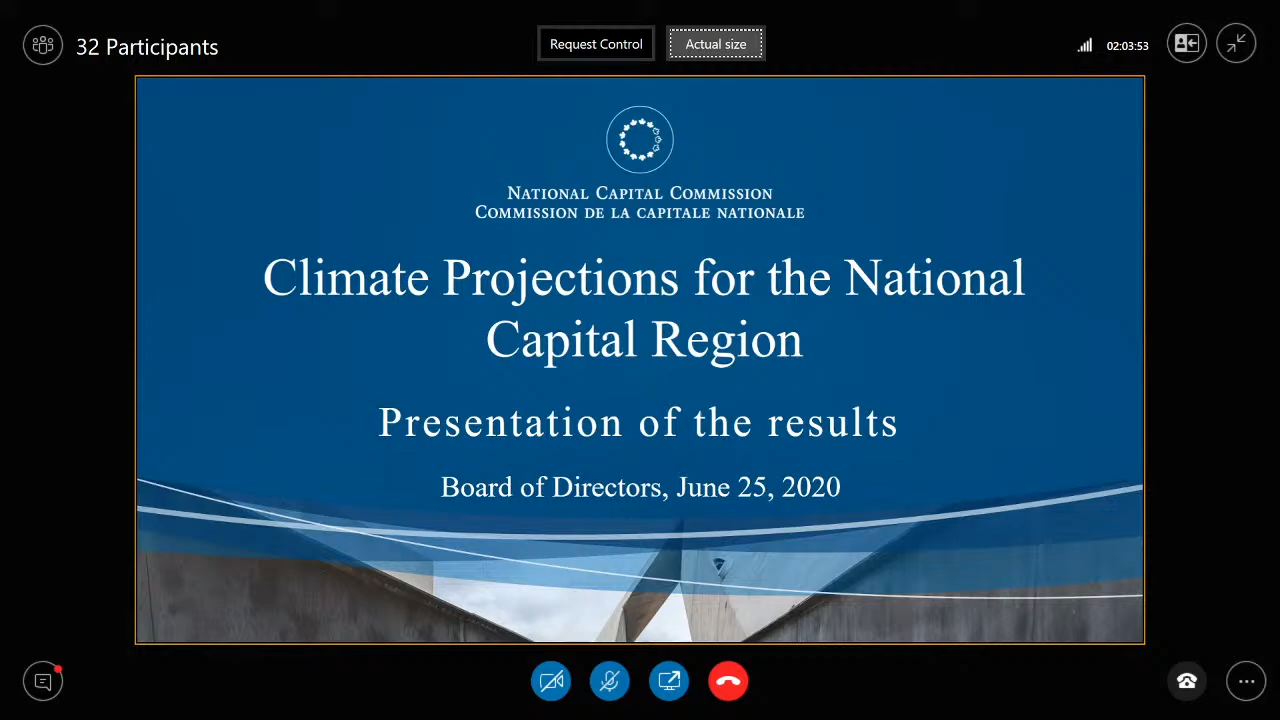 32 Participants
Request Control
Actual size
02:03:53
NATIONAL CAPITAL COMMISSION
COMMISSION DE LA CAPITALE NATIONALE
Climate Projections for the National
Capital Region
Presentation of the results
Board of Directors, June 25, 2020